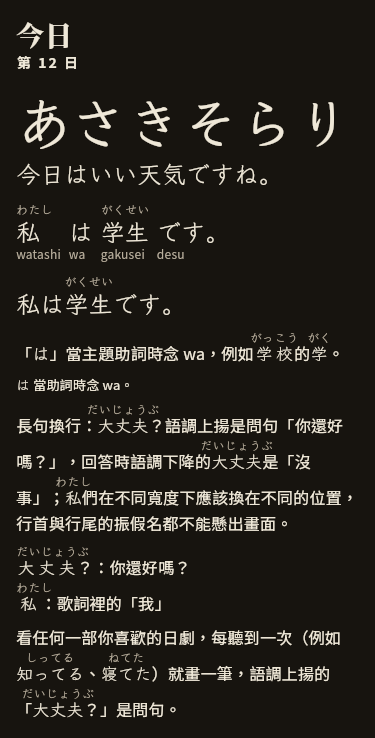 今日
第 12 日
あさきそらり
今日はいい天気ですね。
わたし がくせい
私 は 学生 です。
watashi wa gakusei desu
がくせい
私は学生です。
がっこう がく
「は」當主題助詞時念 wa，例如学校的学。
は 當助詞時念 wa。
だいじょうぶ
長句換行：大丈夫？語調上揚是問句「你還好
だいじょうぶ
嗎？」，回答時語調下降的大丈夫是「沒
わたし
事」；私們在不同寬度下應該換在不同的位置，
行首與行尾的振假名都不能懸出畫面。
だいじょうぶ
大丈夫？：你還好嗎？
わたし
私：歌詞裡的「我」
看任何一部你喜歡的日劇，每聽到一次（例如
しってる ねてた
知ってる、寝てた）就畫一筆，語調上揚的
だいじょうぶ
「大丈夫？」是問句。